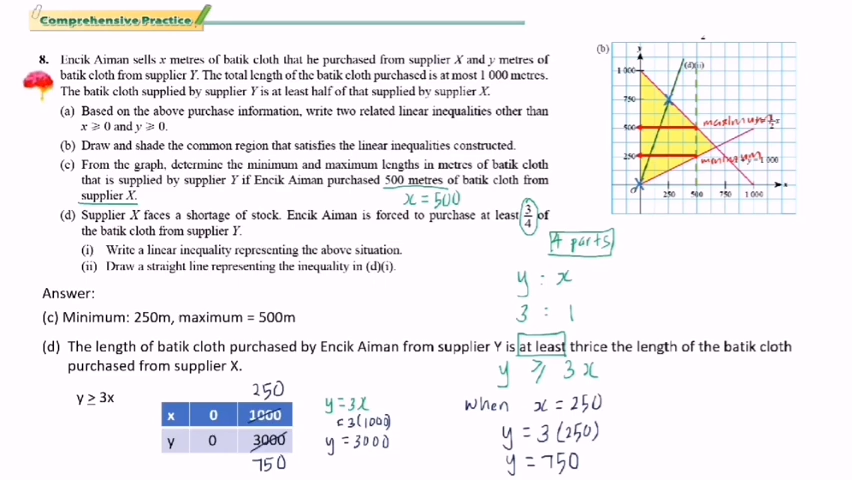 Comprehensive Practice
8. Encik Aiman sells x metres of batik cloth that he purchased from supplier X and y metres of
batik cloth from supplier Y. The total length of the batik cloth purchased is at most 1 000 metres.
The batik cloth supplied by supplier Y is at least half of that supplied by supplier X.
(a) Based on the above purchase information, write two related linear inequalities other than
x ⩾ 0 and y ⩾ 0.
(b) Draw and shade the common region that satisfies the linear inequalities constructed.
(c) From the graph, determine the minimum and maximum lengths in metres of batik cloth
that is supplied by supplier Y if Encik Aiman purchased 500 metres of batik cloth from
supplier X.
x = 500
(d) Supplier X faces a shortage of stock. Encik Aiman is forced to purchase at least 3/4 of
the batik cloth from supplier Y.
(i) Write a linear inequality representing the above situation.
(ii) Draw a straight line representing the inequality in (d)(i).
(b)
y
1 000
(d)(i)
750
maximum
500
250
minimum
1 000
O
250
500
750
1 000
x
4 parts
y : x
3 : 1
Answer:
(c) Minimum: 250m, maximum = 500m
(d) The length of batik cloth purchased by Encik Aiman from supplier Y is at least thrice the length of the batik cloth
purchased from supplier X.
y ⩾ 3x
y ≥ 3x
250
x 0 1000
y 0 3000
750
y = 3x
= 3(1000)
y = 3000
when x = 250
y = 3(250)
y = 750